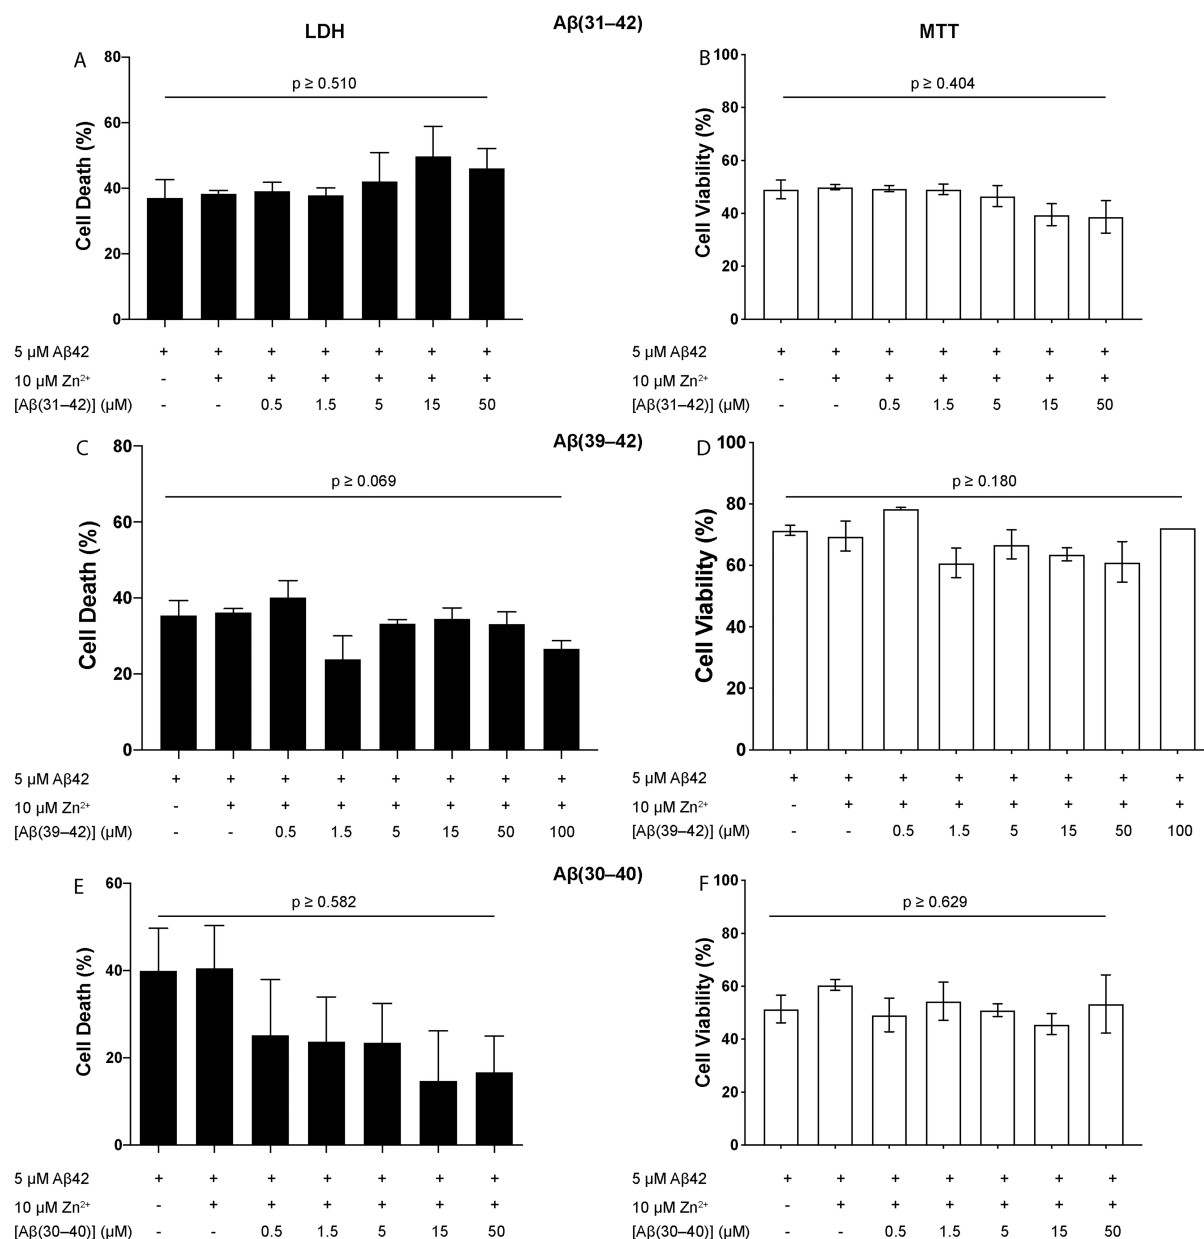 Aβ(31–42)
LDH
MTT
A
80
60
40
20
0
Cell Death (%)
p ≥ 0.510
5 µM Aβ42 + + + + + + +
10 µM Zn²⁺ - + + + + + +
[Aβ(31–42)] (µM) - - 0.5 1.5 5 15 50
B
100
80
60
40
20
0
Cell Viability (%)
p ≥ 0.404
5 µM Aβ42 + + + + + + +
10 µM Zn²⁺ - + + + + + +
[Aβ(31–42)] (µM) - - 0.5 1.5 5 15 50
Aβ(39–42)
C
80
60
40
20
0
Cell Death (%)
p ≥ 0.069
5 µM Aβ42 + + + + + + + +
10 µM Zn²⁺ - + + + + + + +
[Aβ(39–42)] (µM) - - 0.5 1.5 5 15 50 100
D
100
80
60
40
20
0
Cell Viability (%)
p ≥ 0.180
5 µM Aβ42 + + + + + + + +
10 µM Zn²⁺ - + + + + + + +
[Aβ(39–42)] (µM) - - 0.5 1.5 5 15 50 100
Aβ(30–40)
E
60
40
20
0
Cell Death (%)
p ≥ 0.582
5 µM Aβ42 + + + + + + +
10 µM Zn²⁺ - + + + + + +
[Aβ(30–40)] (µM) - - 0.5 1.5 5 15 50
F
100
80
60
40
20
0
Cell Viability (%)
p ≥ 0.629
5 µM Aβ42 + + + + + + +
10 µM Zn²⁺ - + + + + + +
[Aβ(30–40)] (µM) - - 0.5 1.5 5 15 50